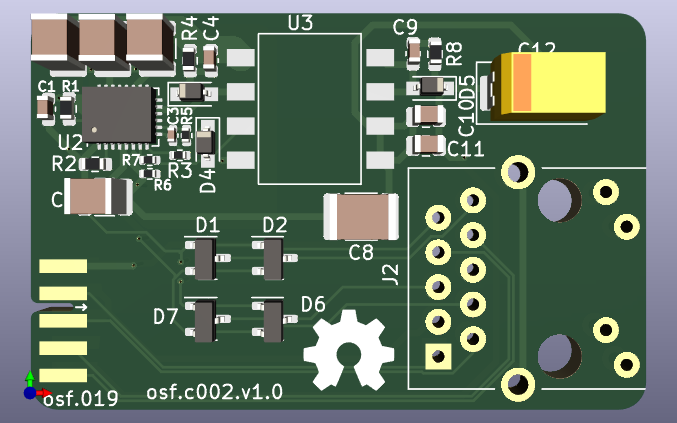 U3
R4
C4
C9
R8
C12
C1
R1
C3
R5
D5
C10
U2
C11
R2
R7
R3
R6
D4
C
D1
D2
C8
J2
D7
D6
osf.019
osf.c002.v1.0